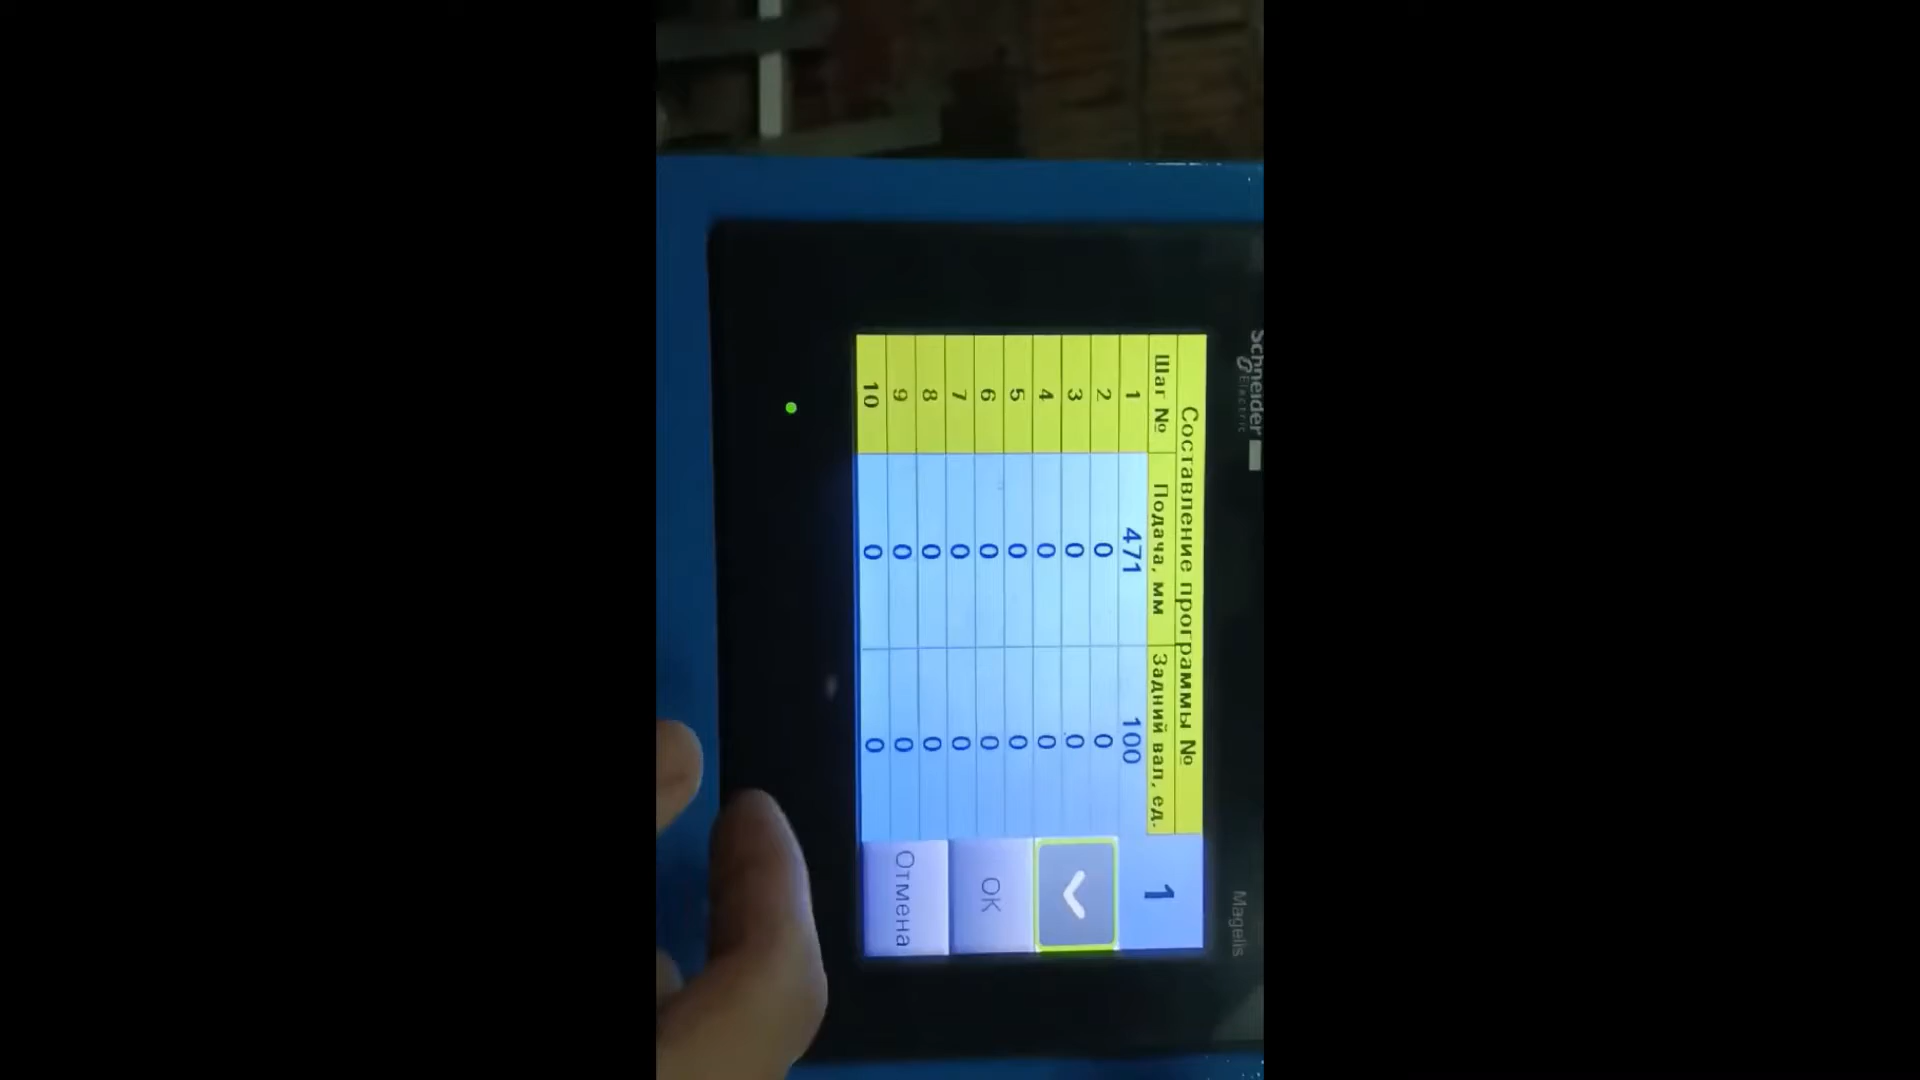 Schneider
Electric
Magelis
Составление программы № 1
Шаг № Подача, мм Задний вал, ед.
1 471 100
2 0 0
3 0 0
4 0 0
5 0 0
6 0 0
7 0 0
8 0 0
9 0 0
10 0 0
OK
Отмена